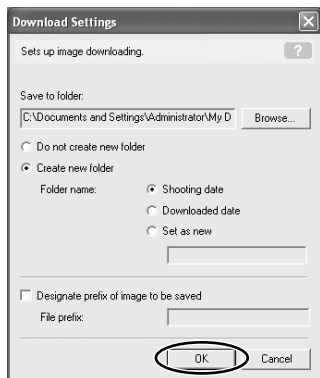 Download Settings
Sets up image downloading.
?
Save to folder:
C:\Documents and Settings\Administrator\My D
Browse...
Do not create new folder
Create new folder
Folder name:
Shooting date
Downloaded date
Set as new
Designate prefix of image to be saved
File prefix:
OK
Cancel